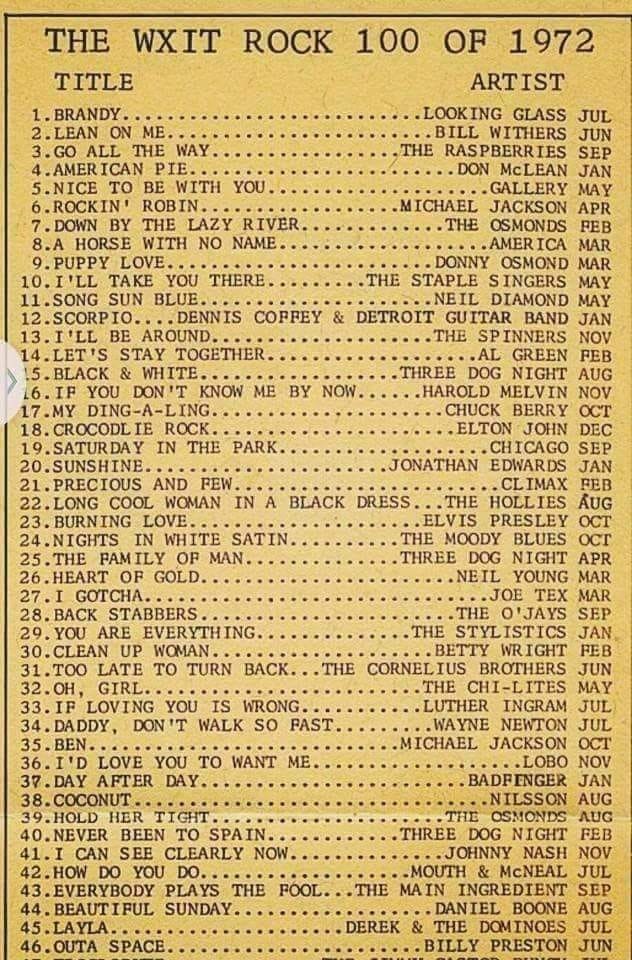 THE WXIT ROCK 100 OF 1972
TITLE ARTIST
1.BRANDY...........................LOOKING GLASS JUL
2.LEAN ON ME........................BILL WITHERS JUN
3.GO ALL THE WAY.................THE RASPBERRIES SEP
4.AMERICAN PIE........................DON McLEAN JAN
5.NICE TO BE WITH YOU....................GALLERY MAY
6.ROCKIN' ROBIN..................MICHAEL JACKSON APR
7.DOWN BY THE LAZY RIVER.............THE OSMONDS FEB
8.A HORSE WITH NO NAME...................AMERICA MAR
9.PUPPY LOVE........................DONNY OSMOND MAR
10.I'LL TAKE YOU THERE.........THE STAPLE SINGERS MAY
11.SONG SUN BLUE.....................NEIL DIAMOND MAY
12.SCORPIO....DENNIS COFFEY & DETROIT GUITAR BAND JAN
13.I'LL BE AROUND....................THE SPINNERS NOV
14.LET'S STAY TOGETHER...................AL GREEN FEB
15.BLACK & WHITE..................THREE DOG NIGHT AUG
16.IF YOU DON'T KNOW ME BY NOW......HAROLD MELVIN NOV
17.MY DING-A-LING.....................CHUCK BERRY OCT
18.CROCODLIE ROCK......................ELTON JOHN DEC
19.SATURDAY IN THE PARK...................CHICAGO SEP
20.SUNSHINE......................JONATHAN EDWARDS JAN
21.PRECIOUS AND FEW........................CLIMAX FEB
22.LONG COOL WOMAN IN A BLACK DRESS...THE HOLLIES AUG
23.BURNING LOVE.....................ELVIS PRESLEY OCT
24.NIGHTS IN WHITE SATIN..........THE MOODY BLUES OCT
25.THE FAMILY OF MAN..............THREE DOG NIGHT APR
26.HEART OF GOLD.......................NEIL YOUNG MAR
27.I GOTCHA...............................JOE TEX MAR
28.BACK STABBERS.......................THE O'JAYS SEP
29.YOU ARE EVERYTHING..............THE STYLISTICS JAN
30.CLEAN UP WOMAN....................BETTY WRIGHT FEB
31.TOO LATE TO TURN BACK...THE CORNELIUS BROTHERS JUN
32.OH, GIRL.........................THE CHI-LITES MAY
33.IF LOVING YOU IS WRONG...........LUTHER INGRAM JUL
34.DADDY, DON'T WALK SO FAST.........WAYNE NEWTON JUL
35.BEN............................MICHAEL JACKSON OCT
36.I'D LOVE YOU TO WANT ME...................LOBO NOV
37.DAY AFTER DAY........................BADFINGER JAN
38.COCONUT................................NILSSON AUG
39.HOLD HER TIGHT.....................THE OSMONDS AUG
40.NEVER BEEN TO SPAIN............THREE DOG NIGHT FEB
41.I CAN SEE CLEARLY NOW..............JOHNNY NASH NOV
42.HOW DO YOU DO...................MOUTH & McNEAL JUL
43.EVERYBODY PLAYS THE FOOL...THE MAIN INGREDIENT SEP
44.BEAUTIFUL SUNDAY..................DANIEL BOONE AUG
45.LAYLA.....................DEREK & THE DOMINOES JUL
46.OUTA SPACE.......................BILLY PRESTON JUN